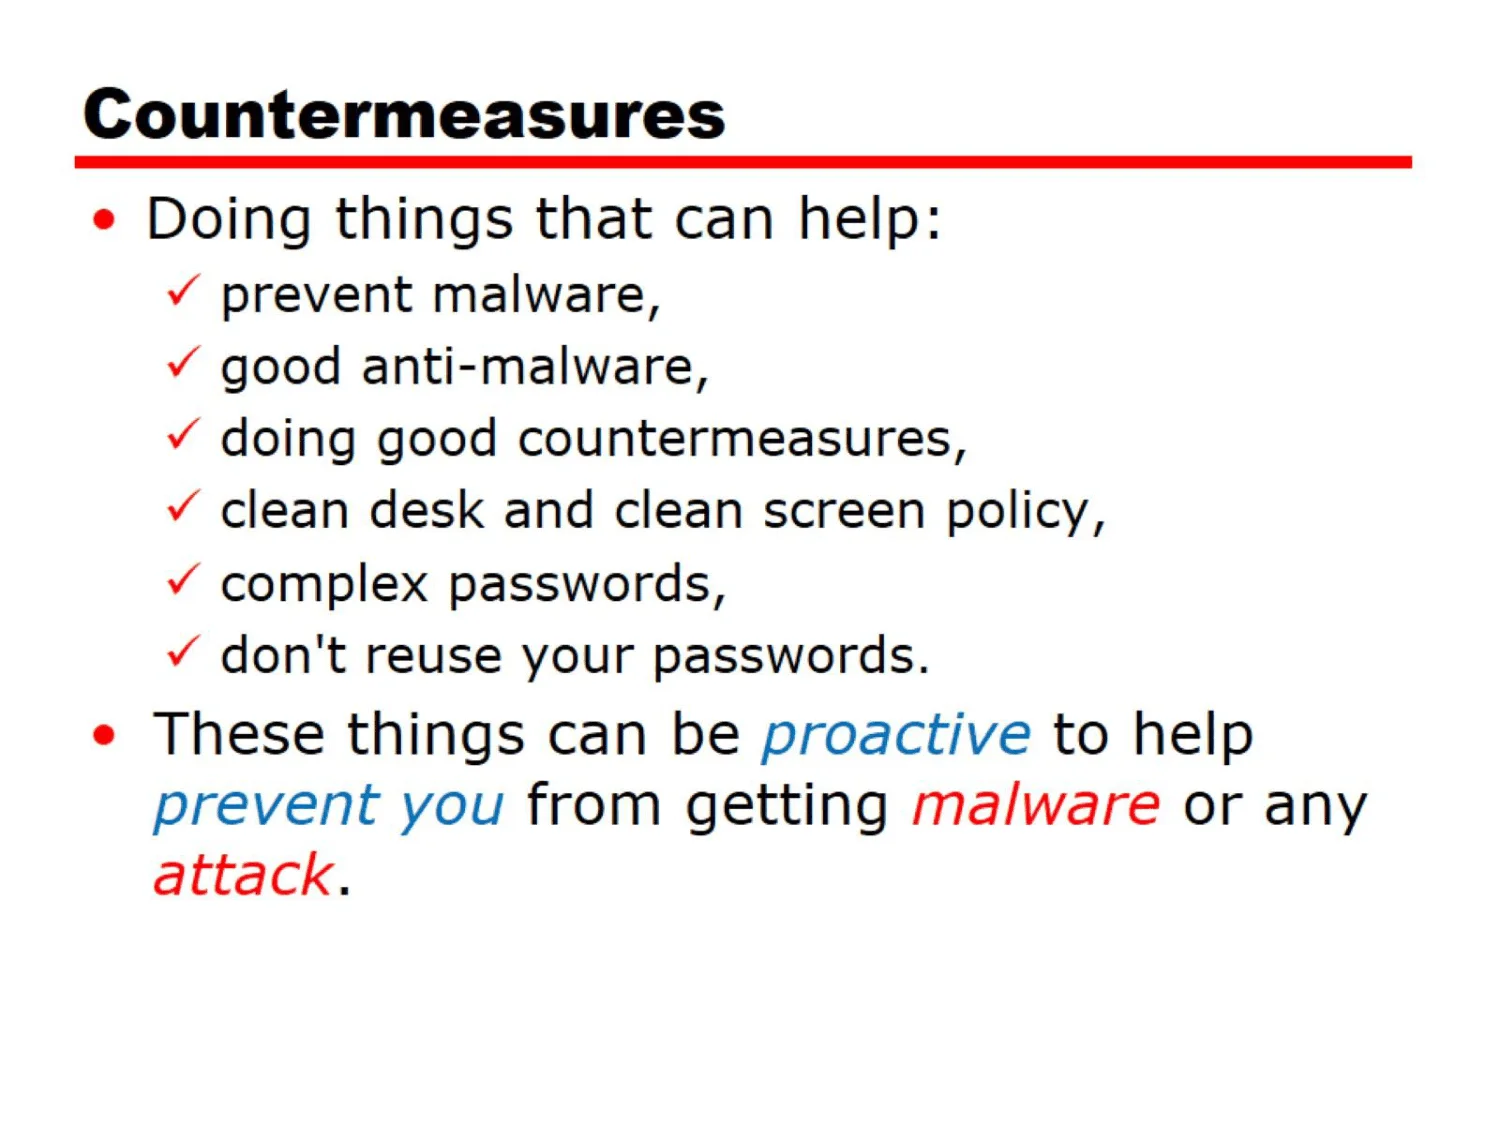 Countermeasures
• Doing things that can help:
✓ prevent malware,
✓ good anti-malware,
✓ doing good countermeasures,
✓ clean desk and clean screen policy,
✓ complex passwords,
✓ don't reuse your passwords.
• These things can be proactive to help
prevent you from getting malware or any
attack.